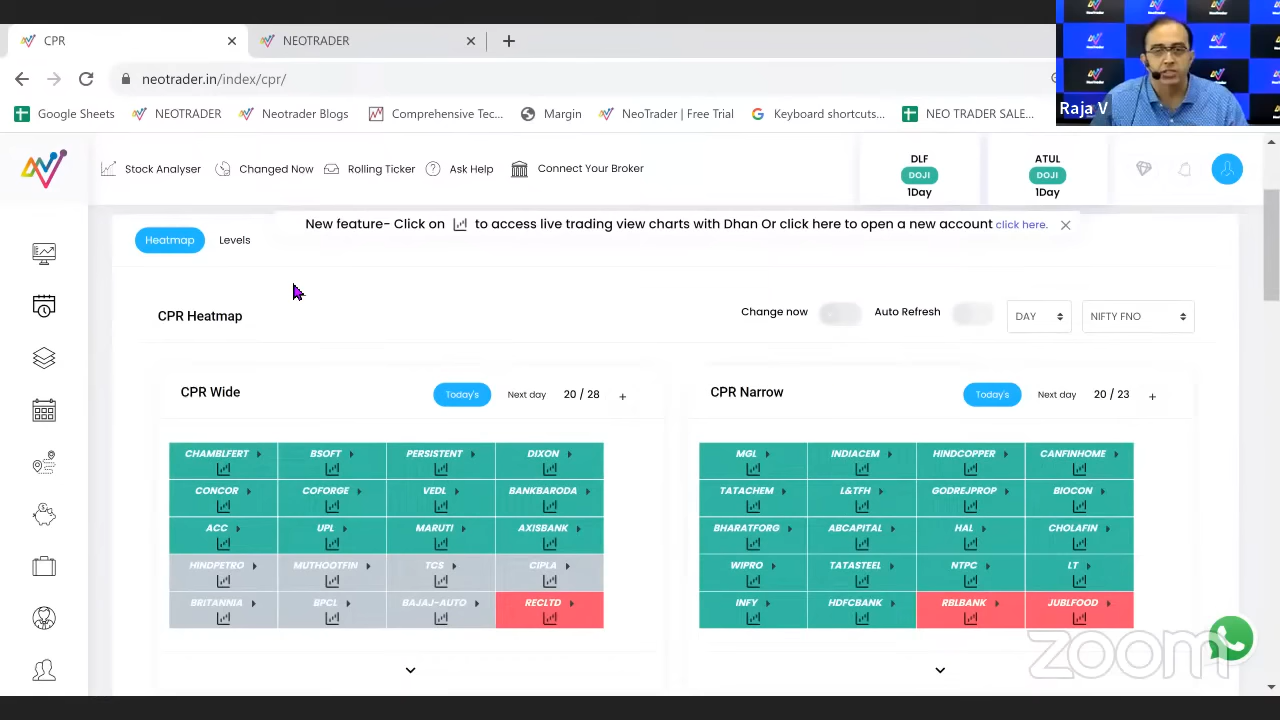 CPR
NEOTRADER
neotrader.in/index/cpr/
Raja V
Google Sheets
NEOTRADER
Neotrader Blogs
Comprehensive Tec...
Margin
NeoTrader | Free Trial
Keyboard shortcuts...
NEO TRADER SALE...
Stock Analyser
Changed Now
Rolling Ticker
Ask Help
Connect Your Broker
DLF
DOJI
1Day
ATUL
DOJI
1Day
New feature- Click on to access live trading view charts with Dhan Or click here to open a new account click here.
Heatmap
Levels
CPR Heatmap
Change now
Auto Refresh
DAY
NIFTY FNO
CPR Wide
Today's
Next day
20 / 28
+
CHAMBLFERT
BSOFT
PERSISTENT
DIXON
CONCOR
COFORGE
VEDL
BANKBARODA
ACC
UPL
MARUTI
AXISBANK
HINDPETRO
MUTHOOTFIN
TCS
CIPLA
BRITANNIA
BPCL
BAJAJ-AUTO
RECLTD
CPR Narrow
Today's
Next day
20 / 23
+
MGL
INDIACEM
HINDCOPPER
CANFINHOME
TATACHEM
L&TFH
GODREJPROP
BIOCON
BHARATFORG
ABCAPITAL
HAL
CHOLAFIN
WIPRO
TATASTEEL
NTPC
LT
INFY
HDFCBANK
RBLBANK
JUBLFOOD
zoom